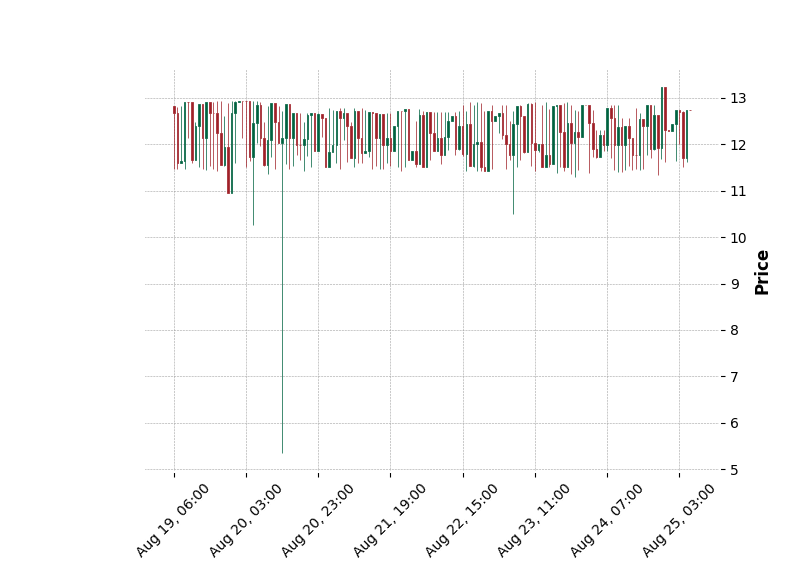 13
12
11
10
9
8
7
6
5
Price
Aug 19, 06:00
Aug 20, 03:00
Aug 20, 23:00
Aug 21, 19:00
Aug 22, 15:00
Aug 23, 11:00
Aug 24, 07:00
Aug 25, 03:00